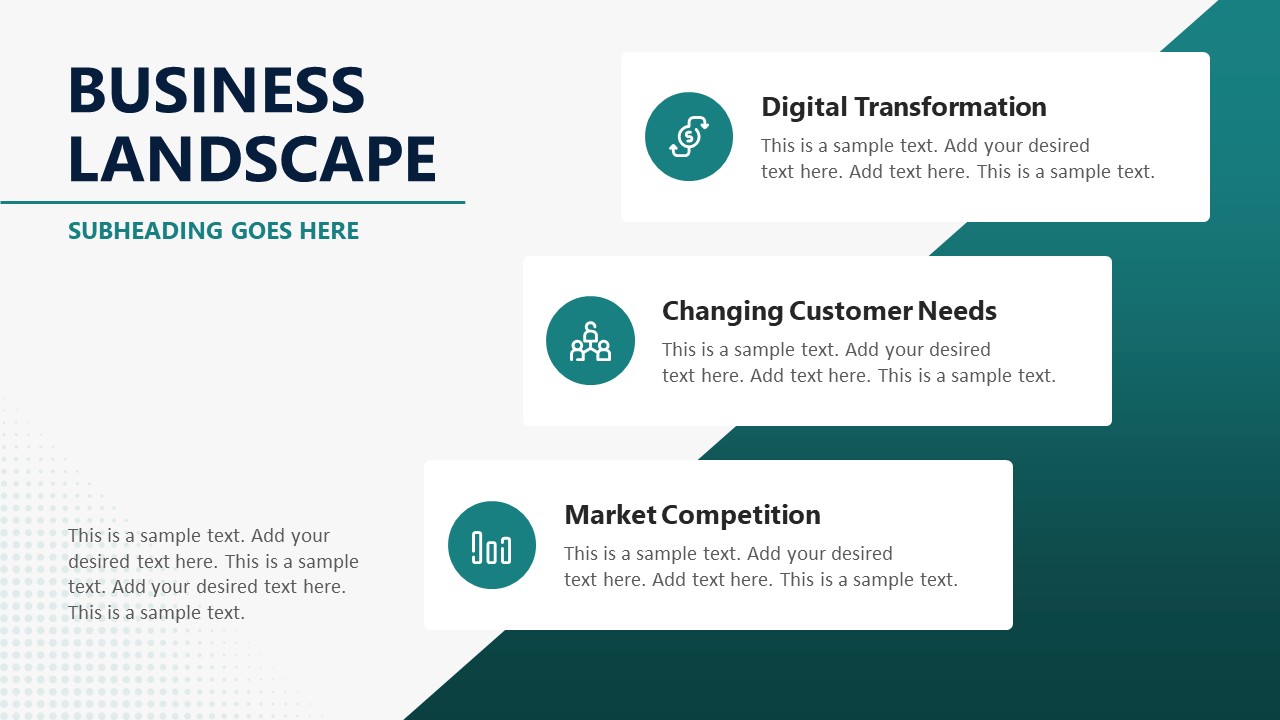 BUSINESS
LANDSCAPE
SUBHEADING GOES HERE
This is a sample text. Add your
desired text here. This is a sample
text. Add your desired text here.
This is a sample text.
Digital Transformation
This is a sample text. Add your desired
text here. Add text here. This is a sample text.
Changing Customer Needs
This is a sample text. Add your desired
text here. Add text here. This is a sample text.
Market Competition
This is a sample text. Add your desired
text here. Add text here. This is a sample text.